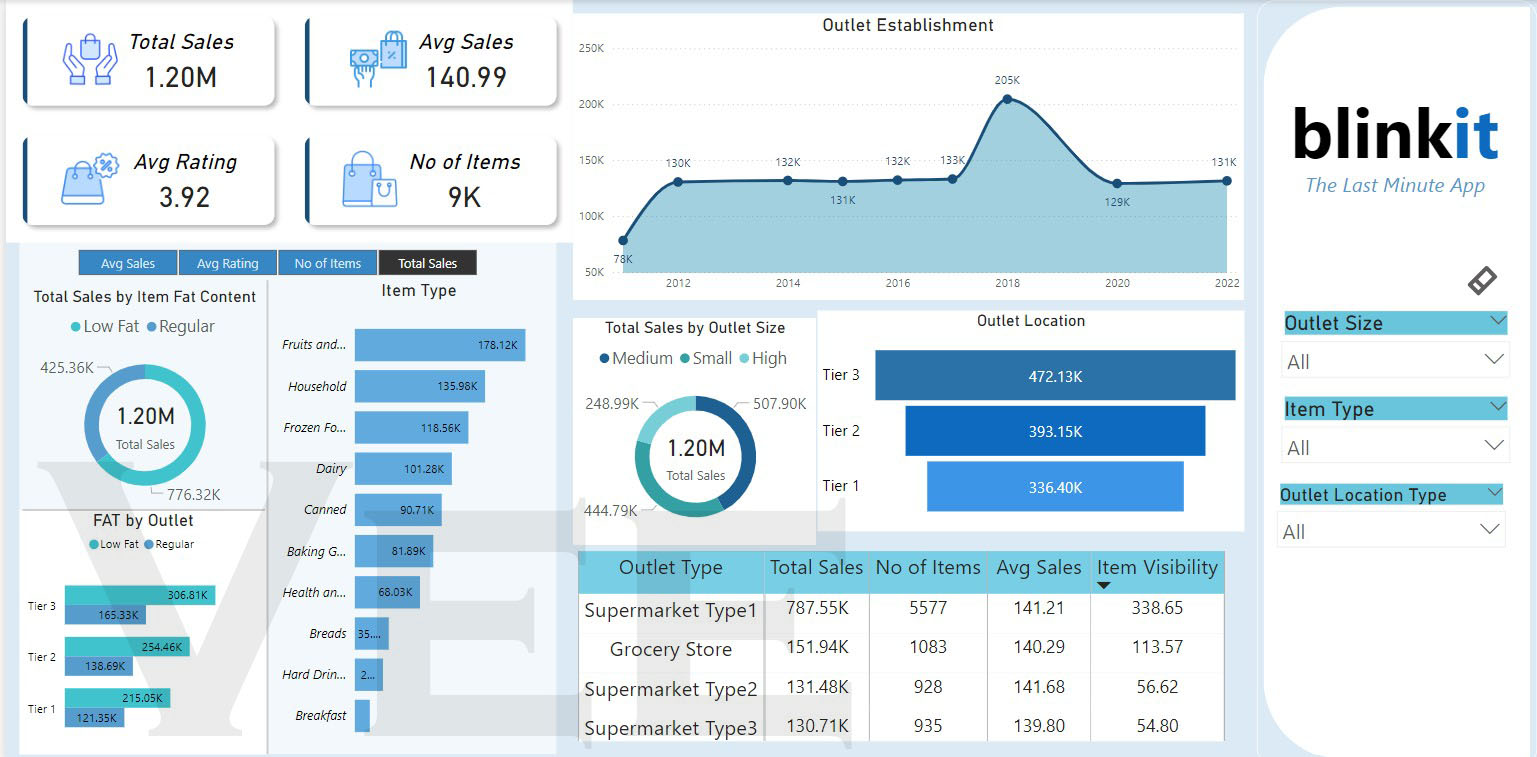 Total Sales
1.20M
Avg Sales
140.99
Avg Rating
3.92
No of Items
9K
Outlet Establishment
250K
200K
150K
100K
50K
78K
130K
132K
131K
132K
133K
205K
129K
131K
2012
2014
2016
2018
2020
2022
blinkit
The Last Minute App
Avg Sales
Avg Rating
No of Items
Total Sales
Total Sales by Item Fat Content
Low Fat
Regular
425.36K
1.20M
Total Sales
776.32K
FAT by Outlet
Low Fat
Regular
Tier 3
306.81K
165.33K
Tier 2
254.46K
138.69K
Tier 1
215.05K
121.35K
Item Type
Fruits and...
178.12K
Household
135.98K
Frozen Fo...
118.56K
Dairy
101.28K
Canned
90.71K
Baking G...
81.89K
Health an...
68.03K
Breads
35....
Hard Drin...
2...
Breakfast
Total Sales by Outlet Size
Medium
Small
High
248.99K
507.90K
1.20M
Total Sales
444.79K
Outlet Location
Tier 3
472.13K
Tier 2
393.15K
Tier 1
336.40K
Outlet Type Total Sales No of Items Avg Sales Item Visibility
Supermarket Type1 787.55K 5577 141.21 338.65
Grocery Store 151.94K 1083 140.29 113.57
Supermarket Type2 131.48K 928 141.68 56.62
Supermarket Type3 130.71K 935 139.80 54.80
Outlet Size
All
Item Type
All
Outlet Location Type
All
VEE